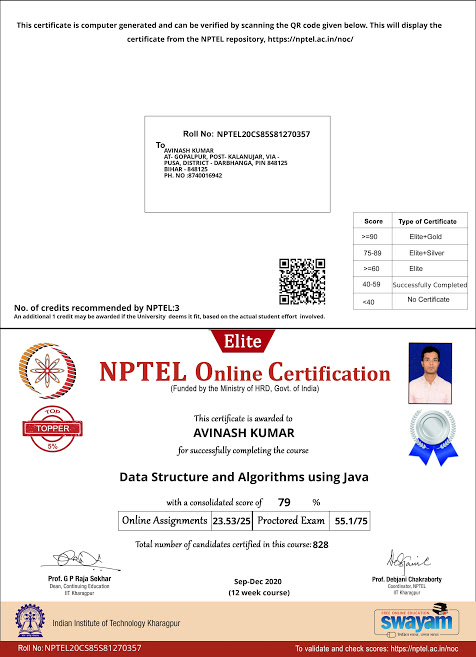 This certificate is computer generated and can be verified by scanning the QR code given below. This will display the
certificate from the NPTEL repository, https://nptel.ac.in/noc/
Roll No: NPTEL20CS85S81270357
To
AVINASH KUMAR
AT- GOPALPUR, POST- KALANUJAR, VIA -
PUSA, DISTRICT - DARBHANGA, PIN 848125
BIHAR - 848125
PH. NO :8740016942
Score Type of Certificate
>=90 Elite+Gold
75-89 Elite+Silver
>=60 Elite
40-59 Successfully Completed
<40 No Certificate
No. of credits recommended by NPTEL:3
An additional 1 credit may be awarded if the University deems it fit, based on the actual student effort involved.
Elite
NPTEL Online Certification
(Funded by the Ministry of HRD, Govt. of India)
TOP
TOPPER
5%
This certificate is awarded to
AVINASH KUMAR
for successfully completing the course
Data Structure and Algorithms using Java
with a consolidated score of 79 %
Online Assignments 23.53/25 Proctored Exam 55.1/75
Total number of candidates certified in this course: 828
Prof. G P Raja Sekhar
Dean, Continuing Education
IIT Kharagpur
Sep-Dec 2020
(12 week course)
Prof. Debjani Chakraborty
Coordinator, NPTEL
IIT Kharagpur
Indian Institute of Technology Kharagpur
FREE ONLINE EDUCATION
swayam
Roll No: NPTEL20CS85S81270357
To validate and check scores: https://nptel.ac.in/noc